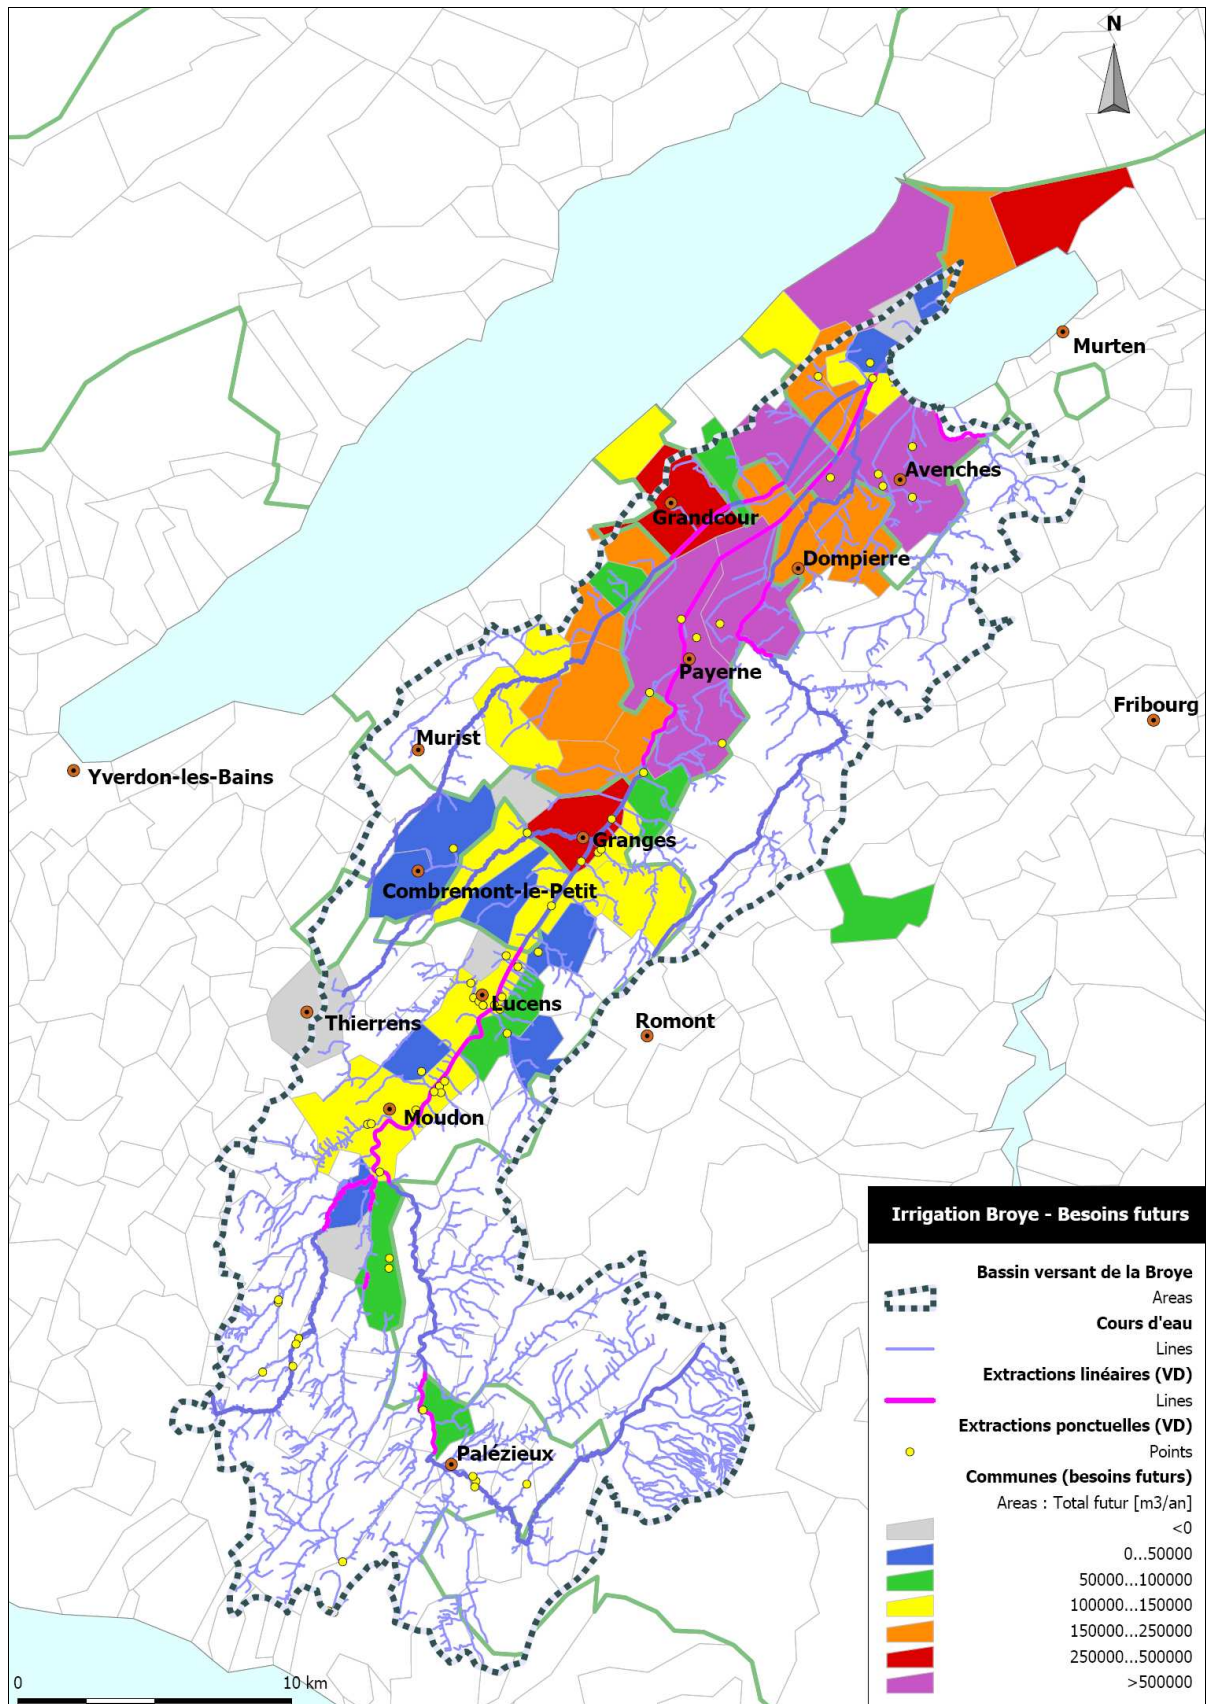 N
Murten
Avenches
Grandcour
Dompierre
Payerne
Fribourg
Murist
Yverdon-les-Bains
Granges
Combremont-le-Petit
Lucens
Thierrens
Romont
Moudon
Palézieux
Irrigation Broye - Besoins futurs
Bassin versant de la Broye
Areas
Cours d'eau
Lines
Extractions linéaires (VD)
Lines
Extractions ponctuelles (VD)
Points
Communes (besoins futurs)
Areas : Total futur [m3/an]
<0
0...50000
50000...100000
100000...150000
150000...250000
250000...500000
>500000
0 10 km